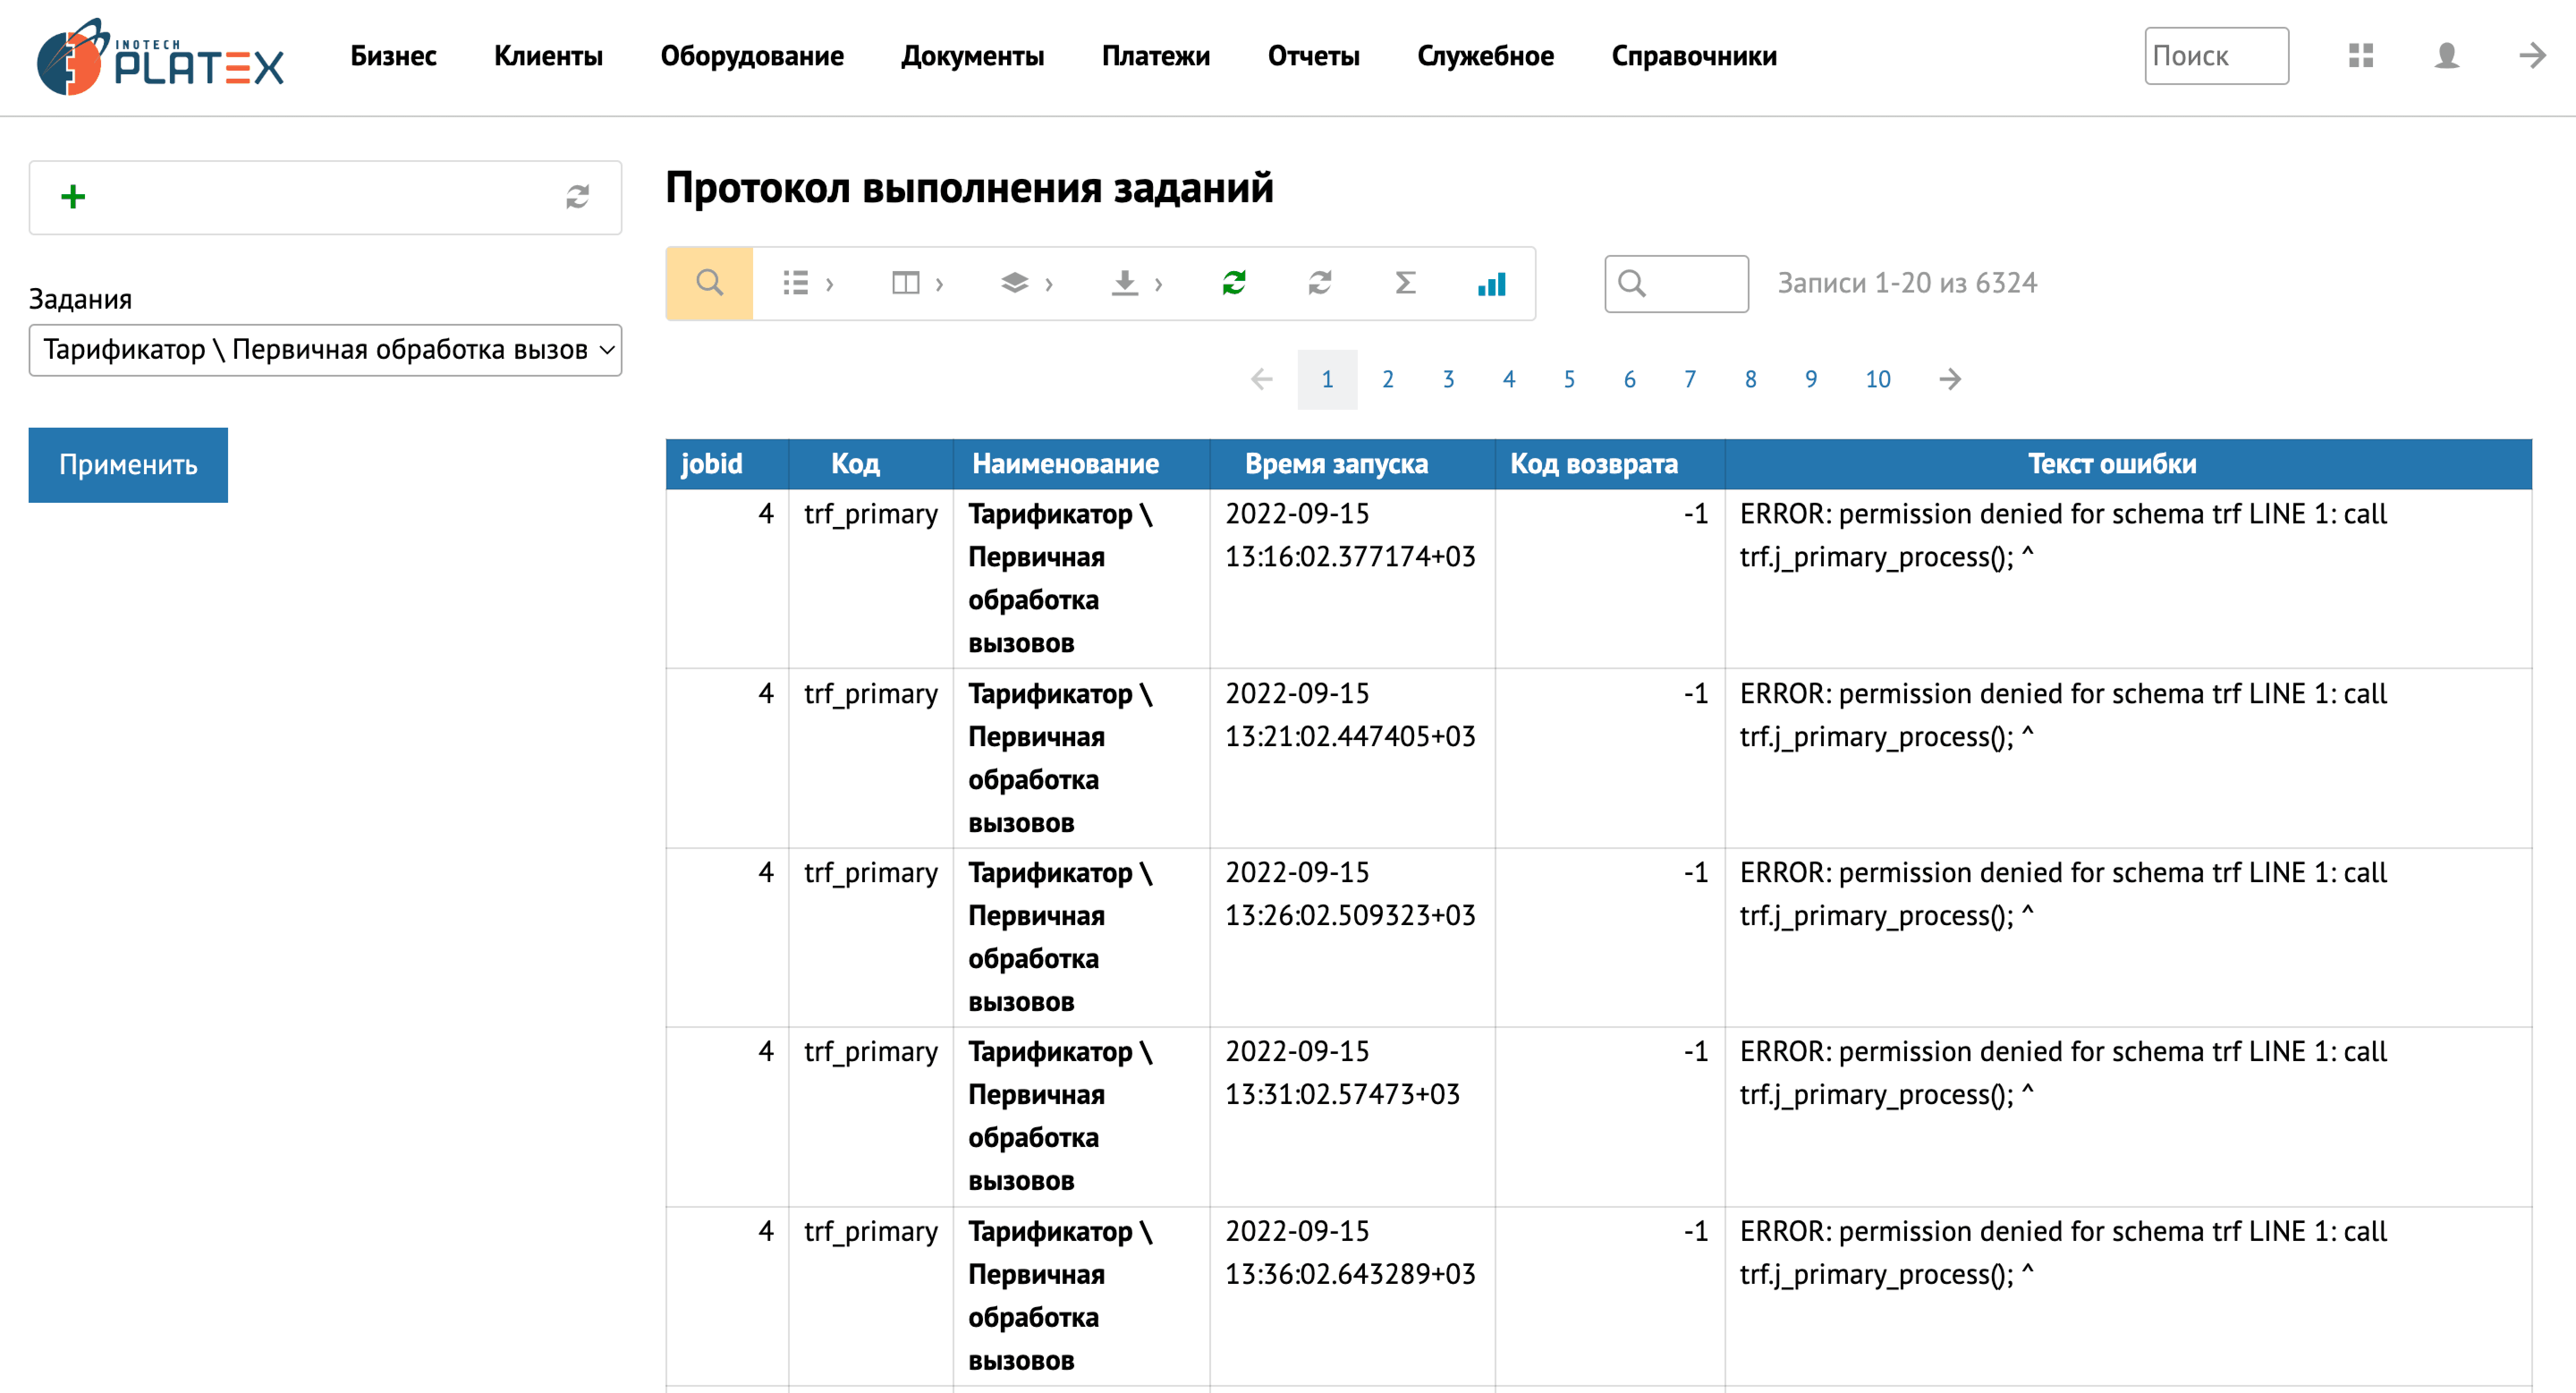 INOTECH
PLATEX
Бизнес Клиенты Оборудование Документы Платежи Отчеты Служебное Справочники Поиск
Задания
Тарификатор \ Первичная обработка вызов
Применить
Протокол выполнения заданий
Записи 1-20 из 6324
1 2 3 4 5 6 7 8 9 10
jobid Код Наименование Время запуска Код возврата Текст ошибки
4 trf_primary Тарификатор \ 2022-09-15 -1 ERROR: permission denied for schema trf LINE 1: call
Первичная 13:16:02.377174+03 trf.j_primary_process(); ^
обработка
вызовов
4 trf_primary Тарификатор \ 2022-09-15 -1 ERROR: permission denied for schema trf LINE 1: call
Первичная 13:21:02.447405+03 trf.j_primary_process(); ^
обработка
вызовов
4 trf_primary Тарификатор \ 2022-09-15 -1 ERROR: permission denied for schema trf LINE 1: call
Первичная 13:26:02.509323+03 trf.j_primary_process(); ^
обработка
вызовов
4 trf_primary Тарификатор \ 2022-09-15 -1 ERROR: permission denied for schema trf LINE 1: call
Первичная 13:31:02.57473+03 trf.j_primary_process(); ^
обработка
вызовов
4 trf_primary Тарификатор \ 2022-09-15 -1 ERROR: permission denied for schema trf LINE 1: call
Первичная 13:36:02.643289+03 trf.j_primary_process(); ^
обработка
вызовов